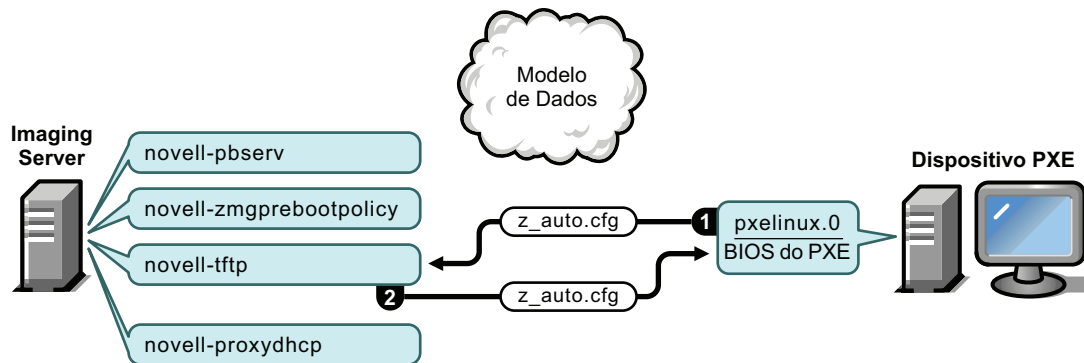 Modelo
de Dados
Imaging
Server
novell-pbserv
novell-zmgprebootpolicy
novell-tftp
novell-proxydhcp
z_auto.cfg
1
2
z_auto.cfg
pxelinux.0
BIOS do PXE
Dispositivo PXE